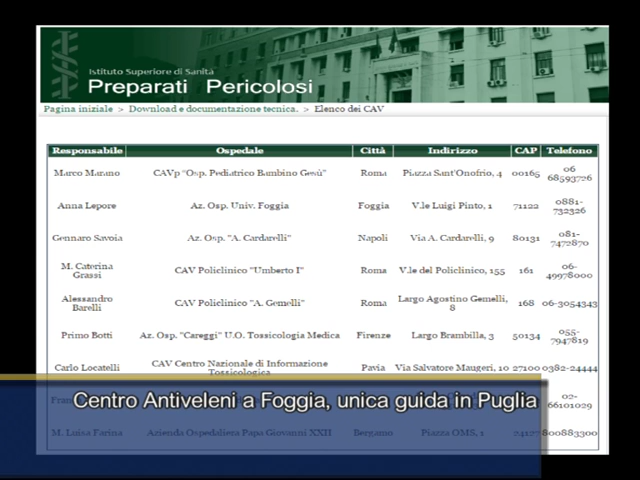 Istituto Superiore di Sanità
Preparati Pericolosi
Pagina iniziale > Download e documentazione tecnica. > Elenco dei CAV
Responsabile Ospedale Città Indirizzo CAP Telefono
Marco Marano CAVp "Osp. Pediatrico Bambino Gesù" Roma Piazza Sant'Onofrio, 4 00165 06 68593726
Anna Lepore Az. Osp. Univ. Foggia Foggia V.le Luigi Pinto, 1 71122 0881-732326
Gennaro Savoia Az. Osp. "A. Cardarelli" Napoli Via A. Cardarelli, 9 80131 081-7472870
M. Caterina Grassi CAV Policlinico "Umberto I" Roma V.le del Policlinico, 155 161 06-49978000
Alessandro Barelli CAV Policlinico "A. Gemelli" Roma Largo Agostino Gemelli, 8 168 06-3054343
Primo Botti Az. Osp. "Careggi" U.O. Tossicologia Medica Firenze Largo Brambilla, 3 50134 055-7947819
Carlo Locatelli CAV Centro Nazionale di Informazione Tossicologica Pavia Via Salvatore Maugeri, 10 27100 0382-24444
02-66101029
Centro Antiveleni a Foggia, unica guida in Puglia
M. Luisa Farina Azienda Ospedaliera Papa Giovanni XXII Bergamo Piazza OMS, 1 24127 800883300